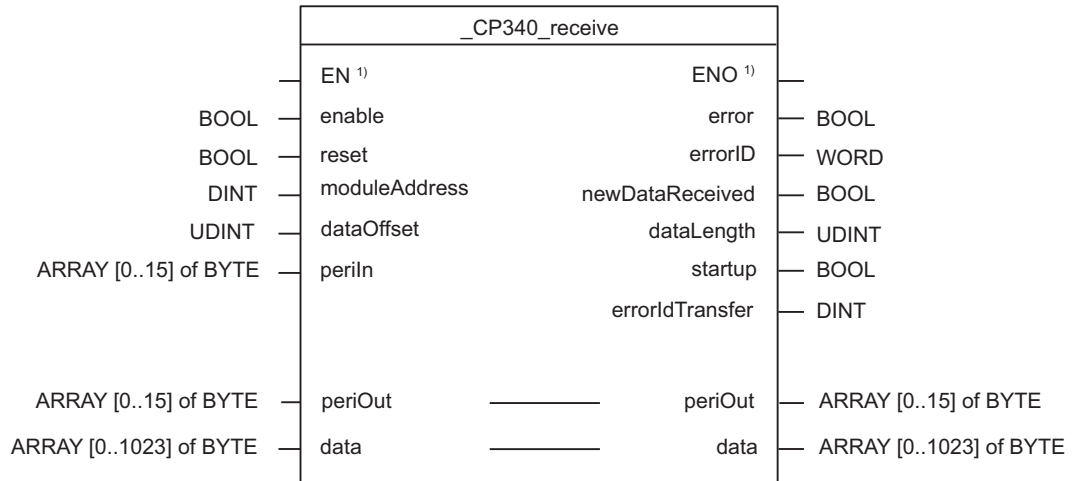 _CP340_receive
EN 1) ENO 1)
BOOL enable error BOOL
BOOL reset errorID WORD
DINT moduleAddress newDataReceived BOOL
UDINT dataOffset dataLength UDINT
ARRAY [0..15] of BYTE periIn startup BOOL
errorIdTransfer DINT
ARRAY [0..15] of BYTE periOut periOut ARRAY [0..15] of BYTE
ARRAY [0..1023] of BYTE data data ARRAY [0..1023] of BYTE